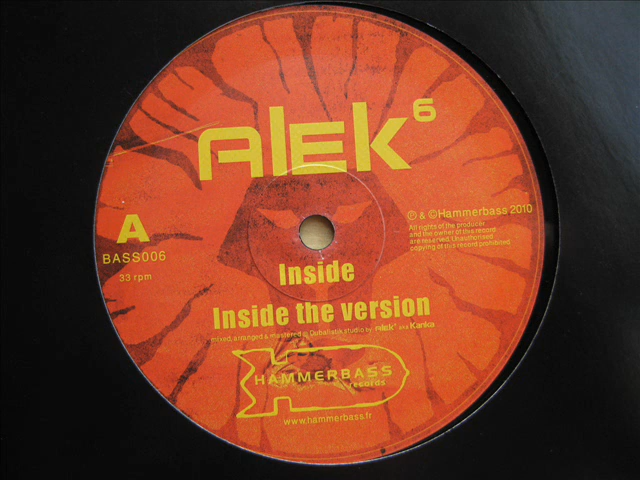 Alek6
A
BASS006
33 rpm
℗ & ©Hammerbass 2010
All rights of the producer
and the owner of this record
are reserved. Unauthorised
copying of this record prohibited.
Inside
Inside the version
mixed, arranged & mastered @ Dubalistik studio by Alek6 and Kanka
HAMMERBASS
records
www.hammerbass.fr